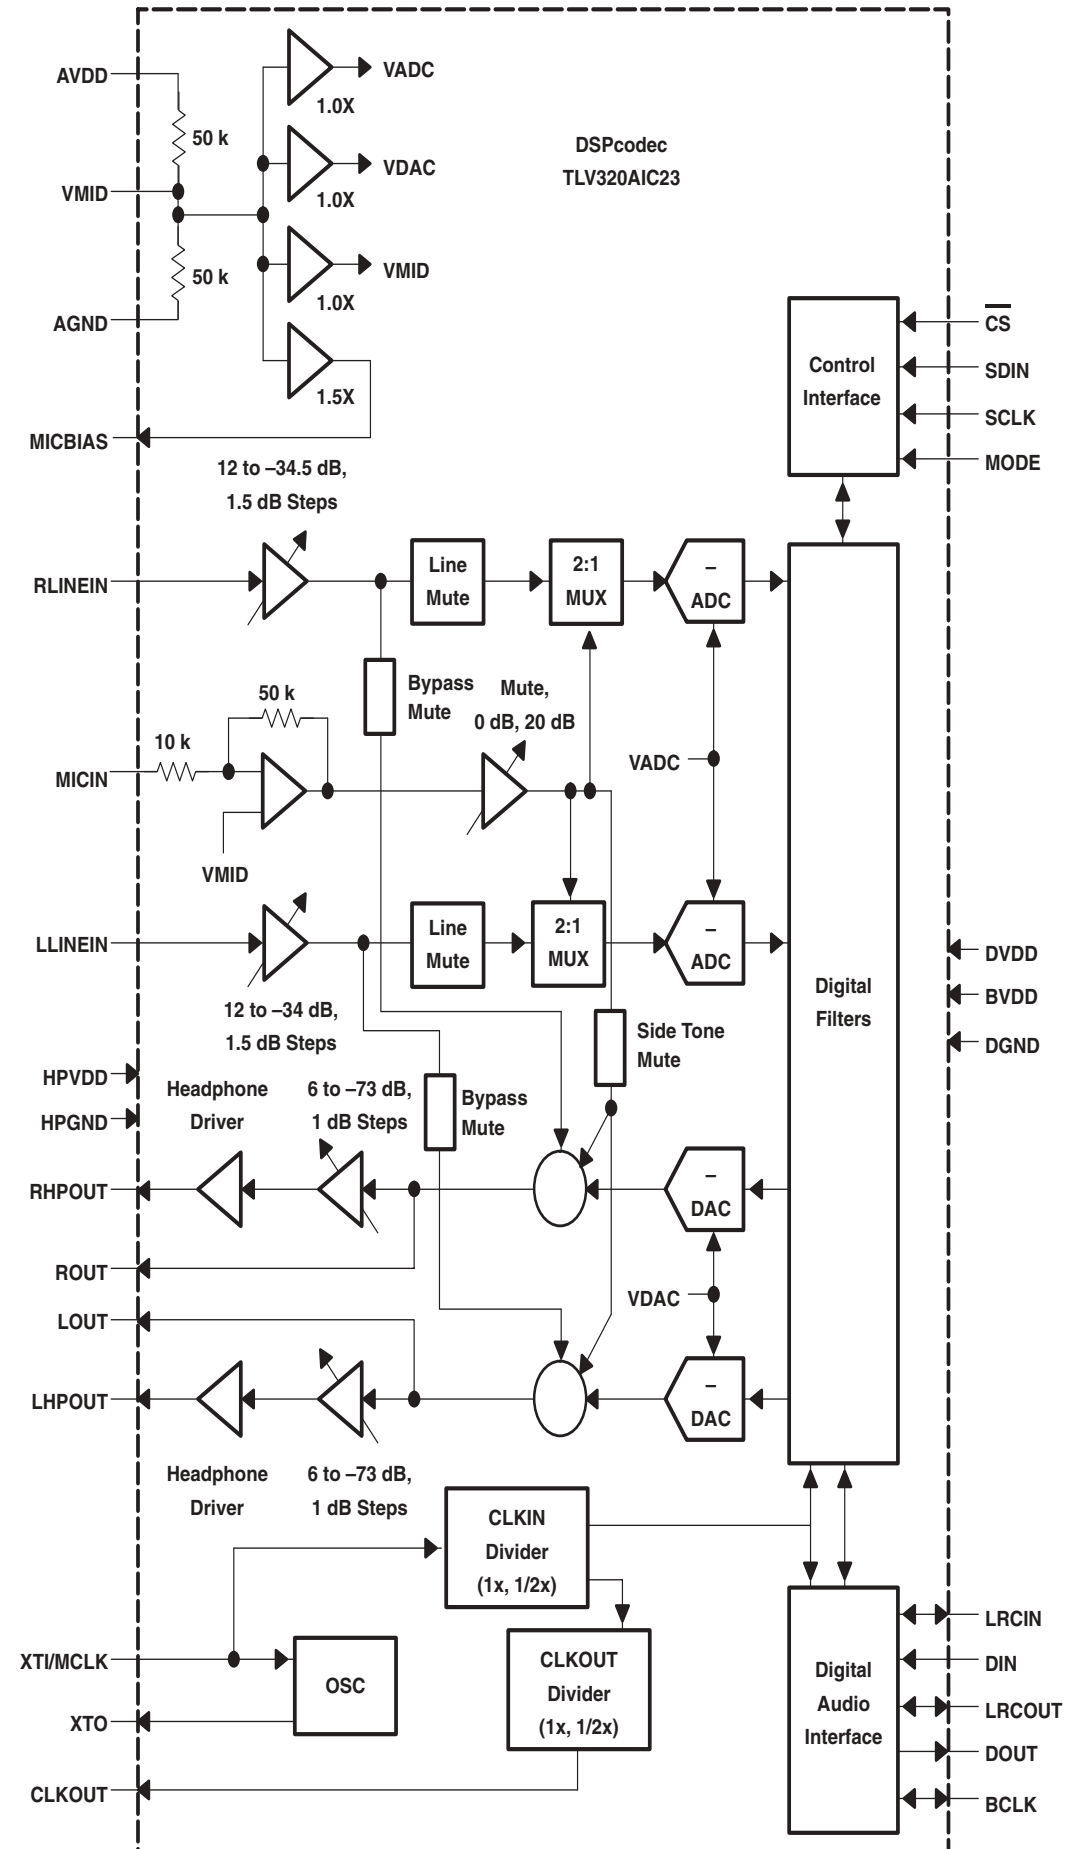 AVDD
VADC
1.0X
50 k
DSPcodec
TLV320AIC23
VDAC
VMID
1.0X
50 k
VMID
1.0X
AGND
CS
Control
Interface
SDIN
1.5X
SCLK
MICBIAS
MODE
12 to –34.5 dB,
1.5 dB Steps
RLINEIN
Line
Mute
2:1
MUX
–
ADC
Bypass
Mute
Mute,
0 dB, 20 dB
50 k
10 k
MICIN
VADC
VMID
LLINEIN
Line
Mute
2:1
MUX
–
ADC
DVDD
BVDD
DGND
Digital
Filters
12 to –34 dB,
1.5 dB Steps
Side Tone
Mute
HPVDD
HPGND
Headphone
Driver
6 to –73 dB,
1 dB Steps
Bypass
Mute
RHPOUT
–
DAC
ROUT
LOUT
VDAC
LHPOUT
–
DAC
Headphone
Driver
6 to –73 dB,
1 dB Steps
CLKIN
Divider
(1x, 1/2x)
XTI/MCLK
OSC
XTO
CLKOUT
Divider
(1x, 1/2x)
CLKOUT
Digital
Audio
Interface
LRCIN
DIN
LRCOUT
DOUT
BCLK